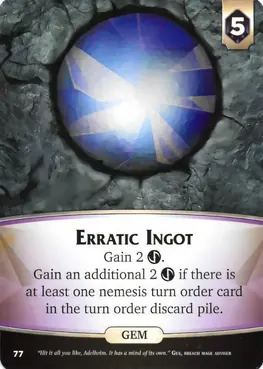 5
ERRATIC INGOT
Gain 2 .
Gain an additional 2 if there is
at least one nemesis turn order card
in the turn order discard pile.
GEM
77
"Hit it all you like, Adelheim. It has a mind of its own." Gex, breach mage adviser